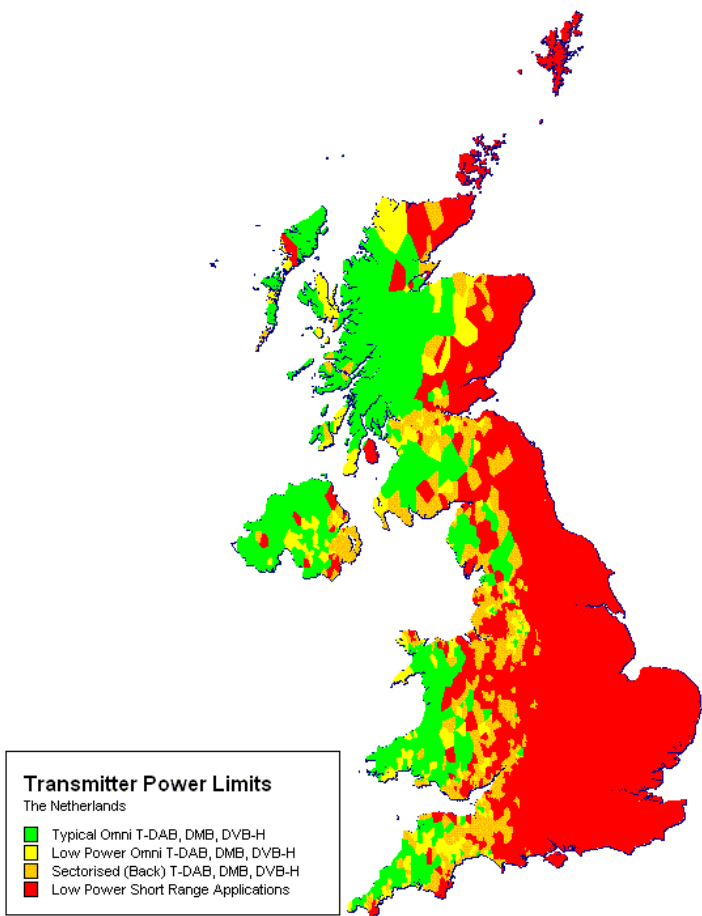 Transmitter Power Limits
The Netherlands
Typical Omni T-DAB, DMB, DVB-H
Low Power Omni T-DAB, DMB, DVB-H
Sectorised (Back) T-DAB, DMB, DVB-H
Low Power Short Range Applications